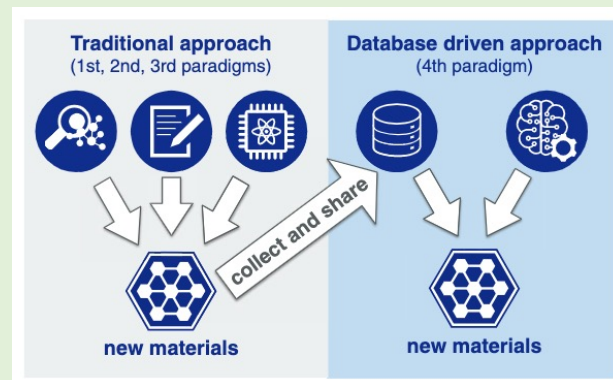 Traditional approach
(1st, 2nd, 3rd paradigms)
Database driven approach
(4th paradigm)
collect and share
new materials
new materials